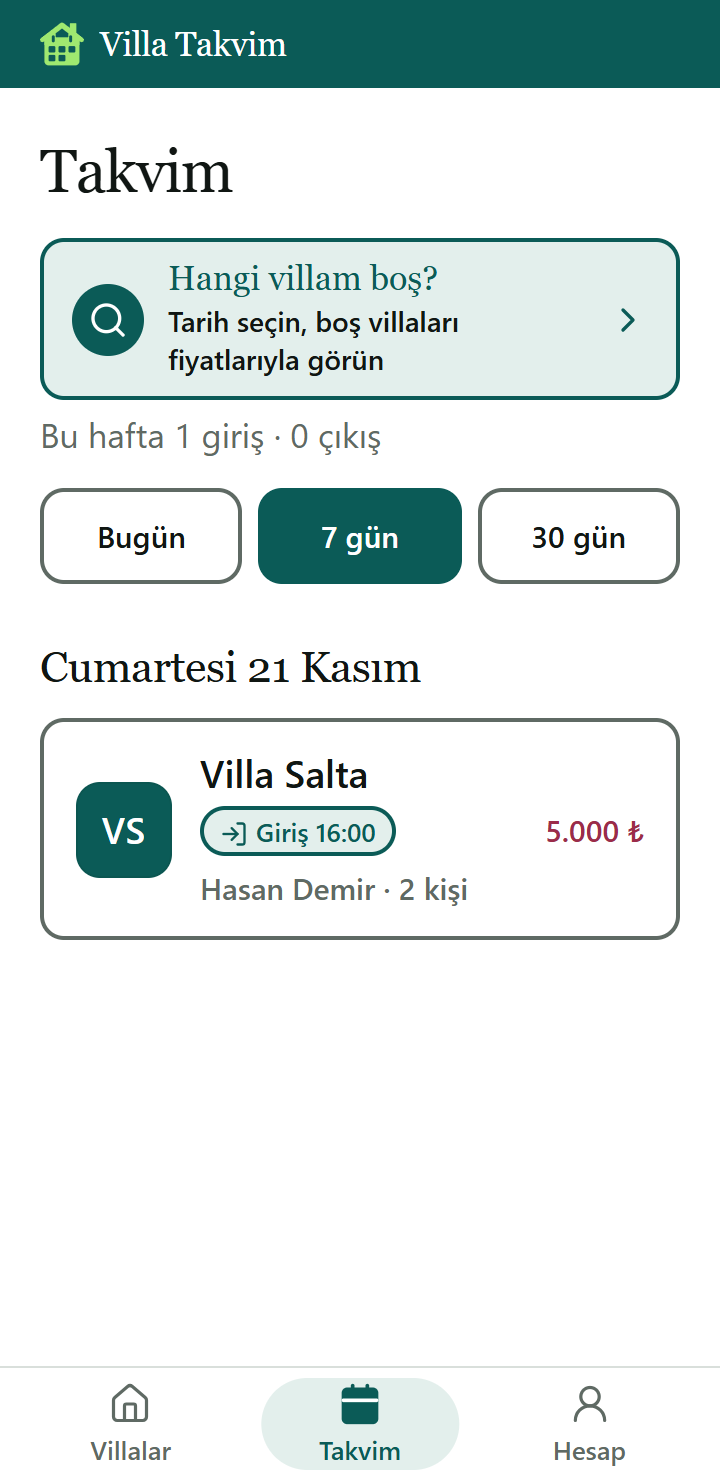 Villa Takvim
Takvim
Hangi villam boş?
Tarih seçin, boş villaları
fiyatlarıyla görün
Bu hafta 1 giriş · 0 çıkış
Bugün
7 gün
30 gün
Cumartesi 21 Kasım
VS
Villa Salta
Giriş 16:00
Hasan Demir · 2 kişi
5.000 ₺
Villalar
Takvim
Hesap